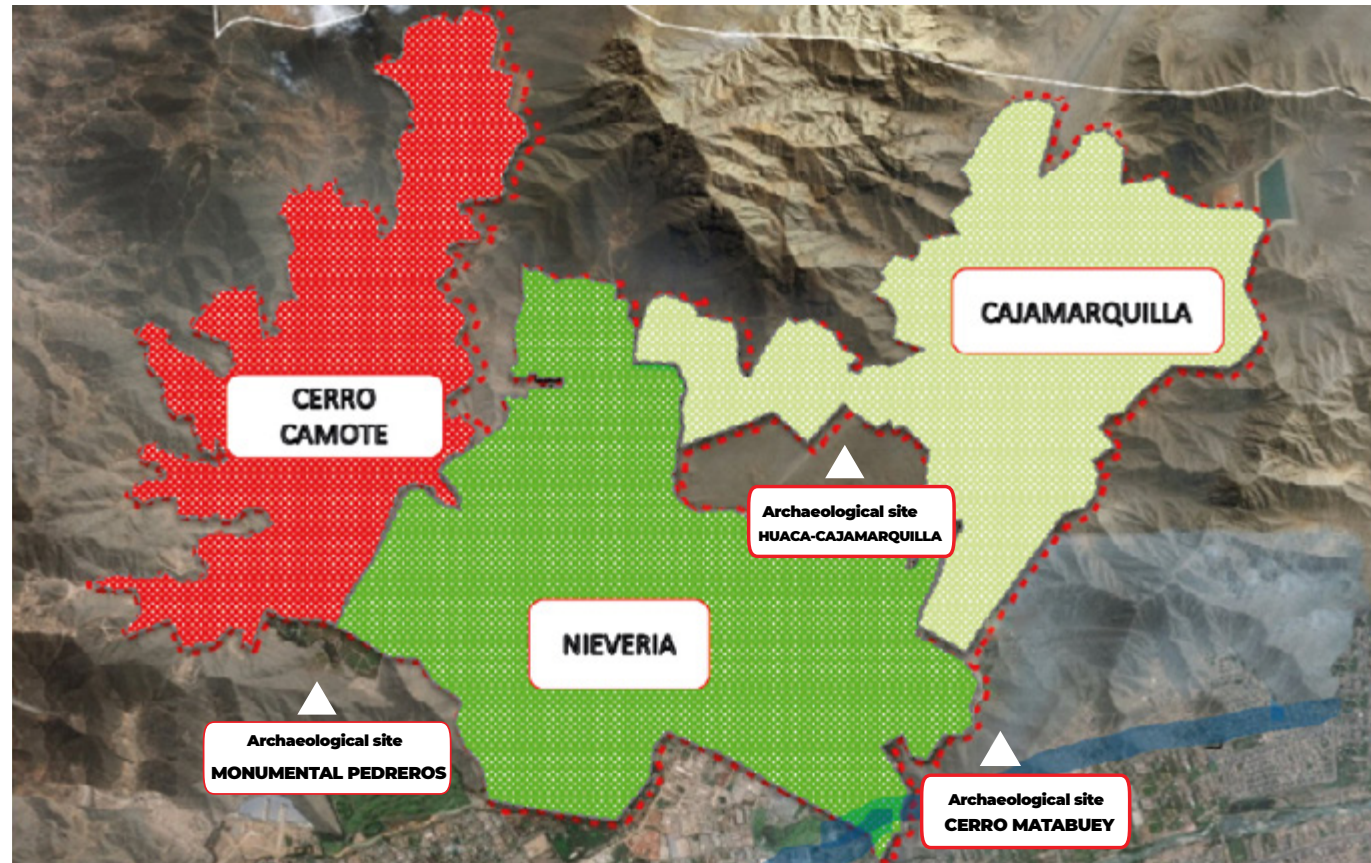 CAJAMARQUILLA
CERRO
CAMOTE
Archaeological site
HUACA-CAJAMARQUILLA
NIEVERIA
Archaeological site
MONUMENTAL PEDREROS
Archaeological site
CERRO MATABUEY